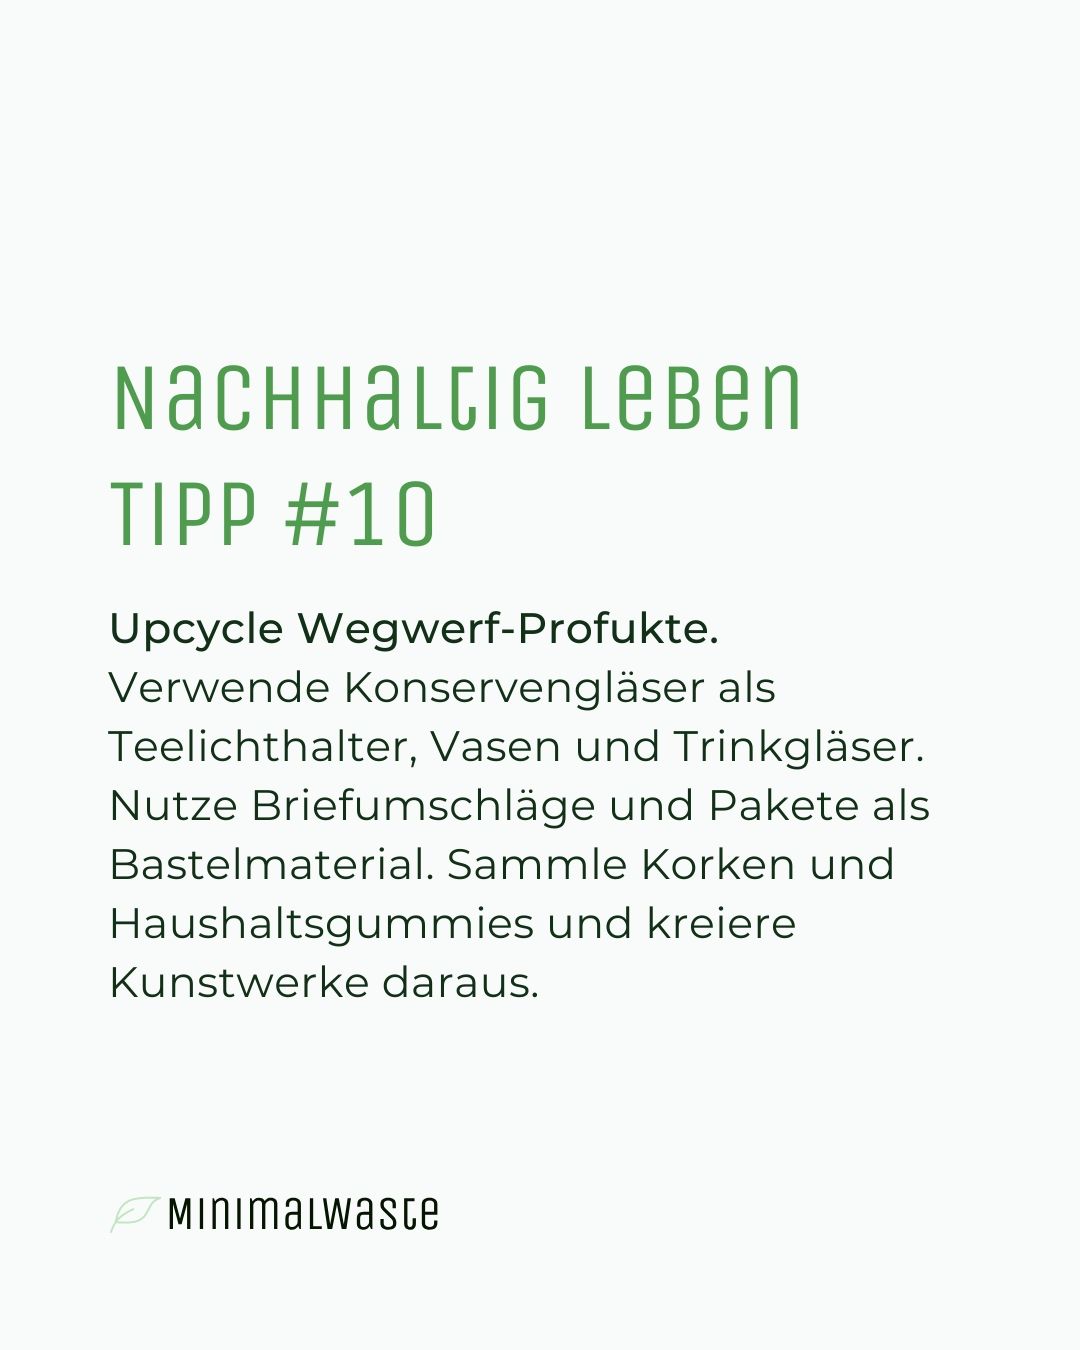 Nachhaltig leben
Tipp #10
Upcycle Wegwerf-Profukte.
Verwende Konservengläser als
Teelichthalter, Vasen und Trinkgläser.
Nutze Briefumschläge und Pakete als
Bastelmaterial. Sammle Korken und
Haushaltsgummies und kreiere
Kunstwerke daraus.
Minimalwaste